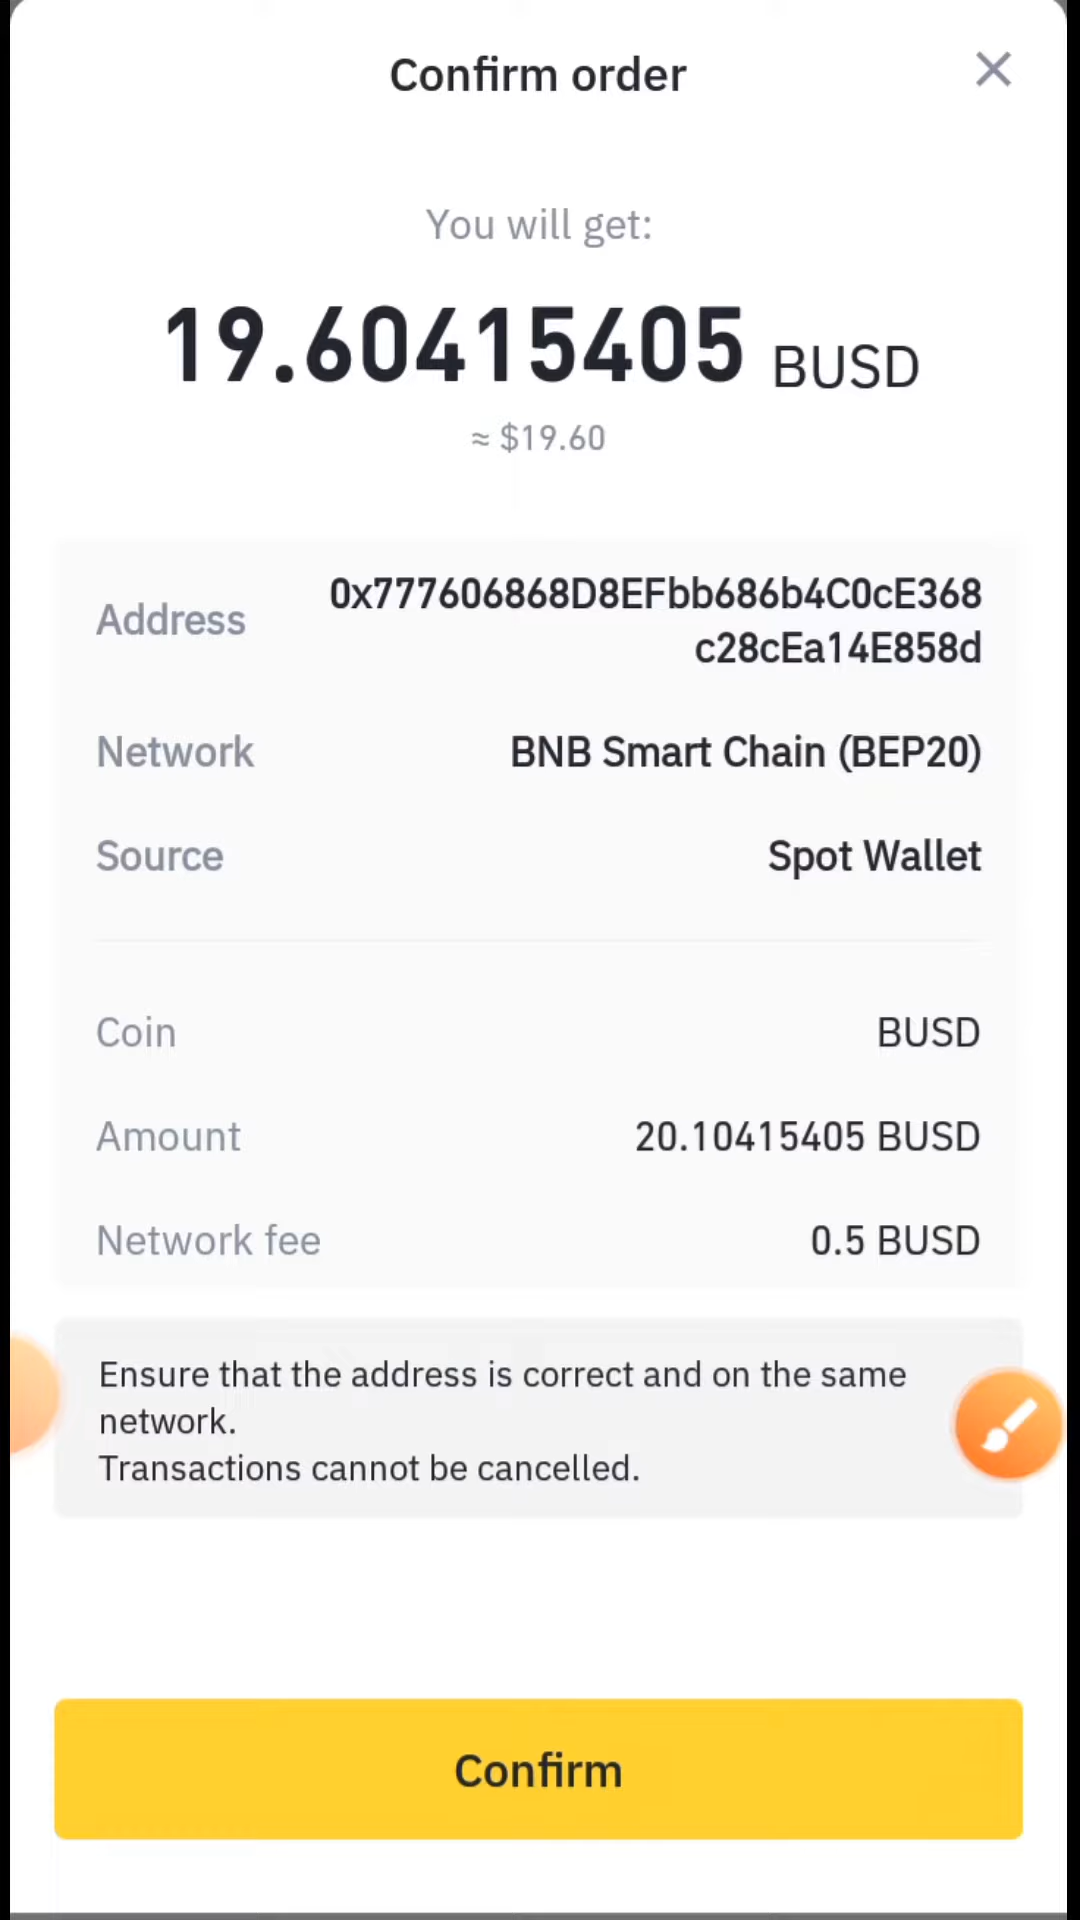 Confirm order
You will get:
19.60415405 BUSD
≈ $19.60
Address
0x777606868D8EFbb686b4C0cE368
c28cEa14E858d
Network BNB Smart Chain (BEP20)
Source Spot Wallet
Coin BUSD
Amount 20.10415405 BUSD
Network fee 0.5 BUSD
Ensure that the address is correct and on the same
network.
Transactions cannot be cancelled.
Confirm